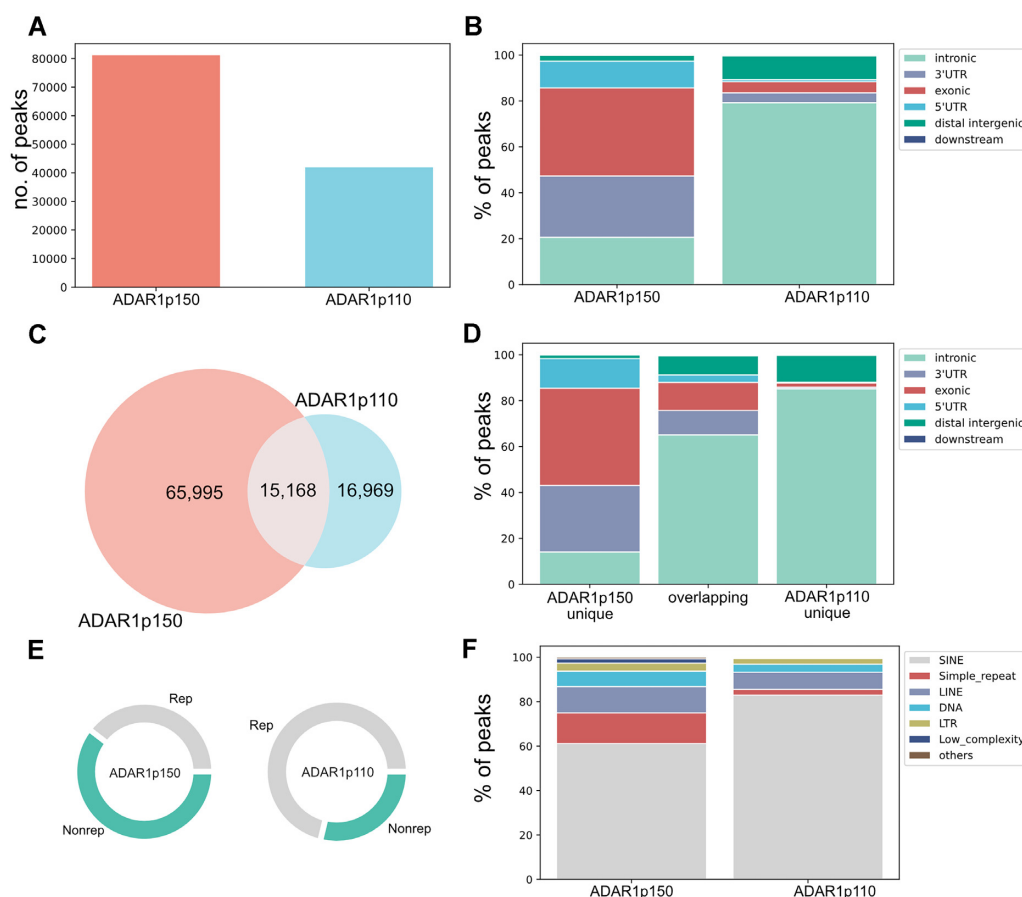 A
no. of peaks
80000
70000
60000
50000
40000
30000
20000
10000
0
ADAR1p150
ADAR1p110
B
% of peaks
100
80
60
40
20
0
ADAR1p150
ADAR1p110
intronic
3'UTR
exonic
5'UTR
distal intergenic
downstream
C
ADAR1p110
65,995
15,168
16,969
ADAR1p150
D
% of peaks
100
80
60
40
20
0
ADAR1p150
unique
overlapping
ADAR1p110
unique
intronic
3'UTR
exonic
5'UTR
distal intergenic
downstream
E
Rep
ADAR1p150
Nonrep
Rep
ADAR1p110
Nonrep
F
% of peaks
100
80
60
40
20
0
ADAR1p150
ADAR1p110
SINE
Simple_repeat
LINE
DNA
LTR
Low_complexity
others